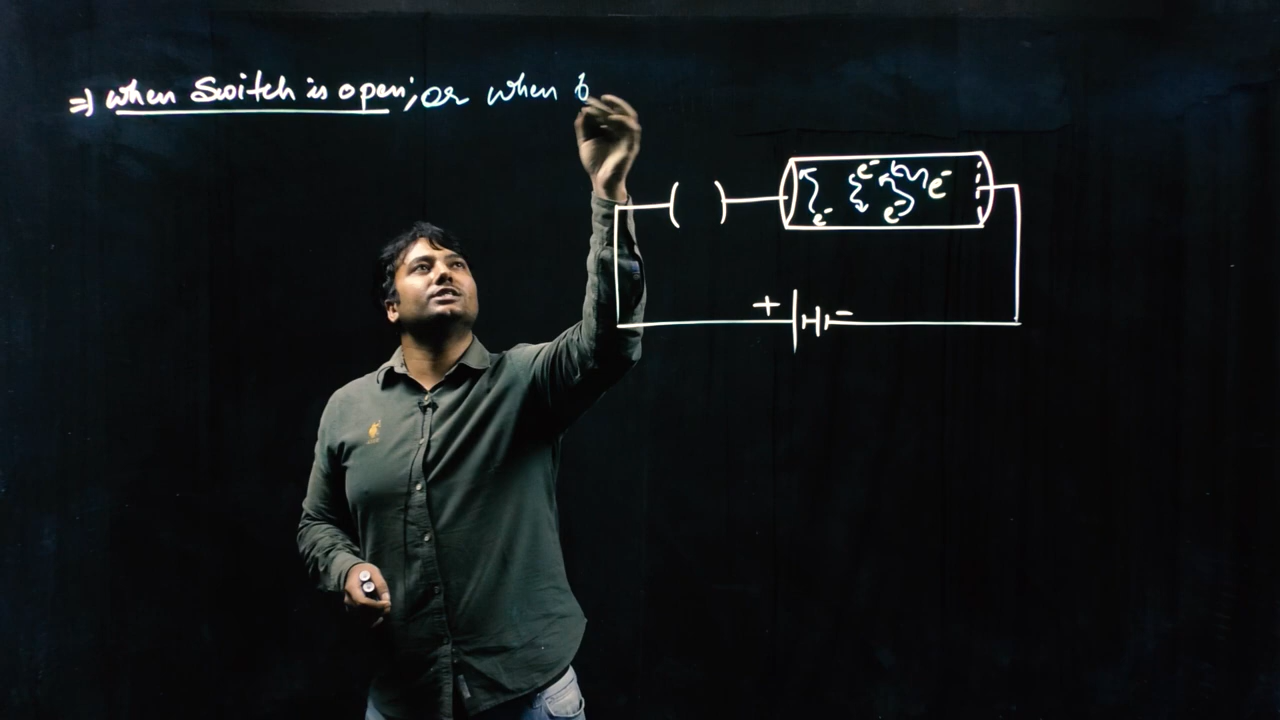 ⇒ when Switch is open; or when
e⁻ e⁻
e⁻ e⁻
+ -